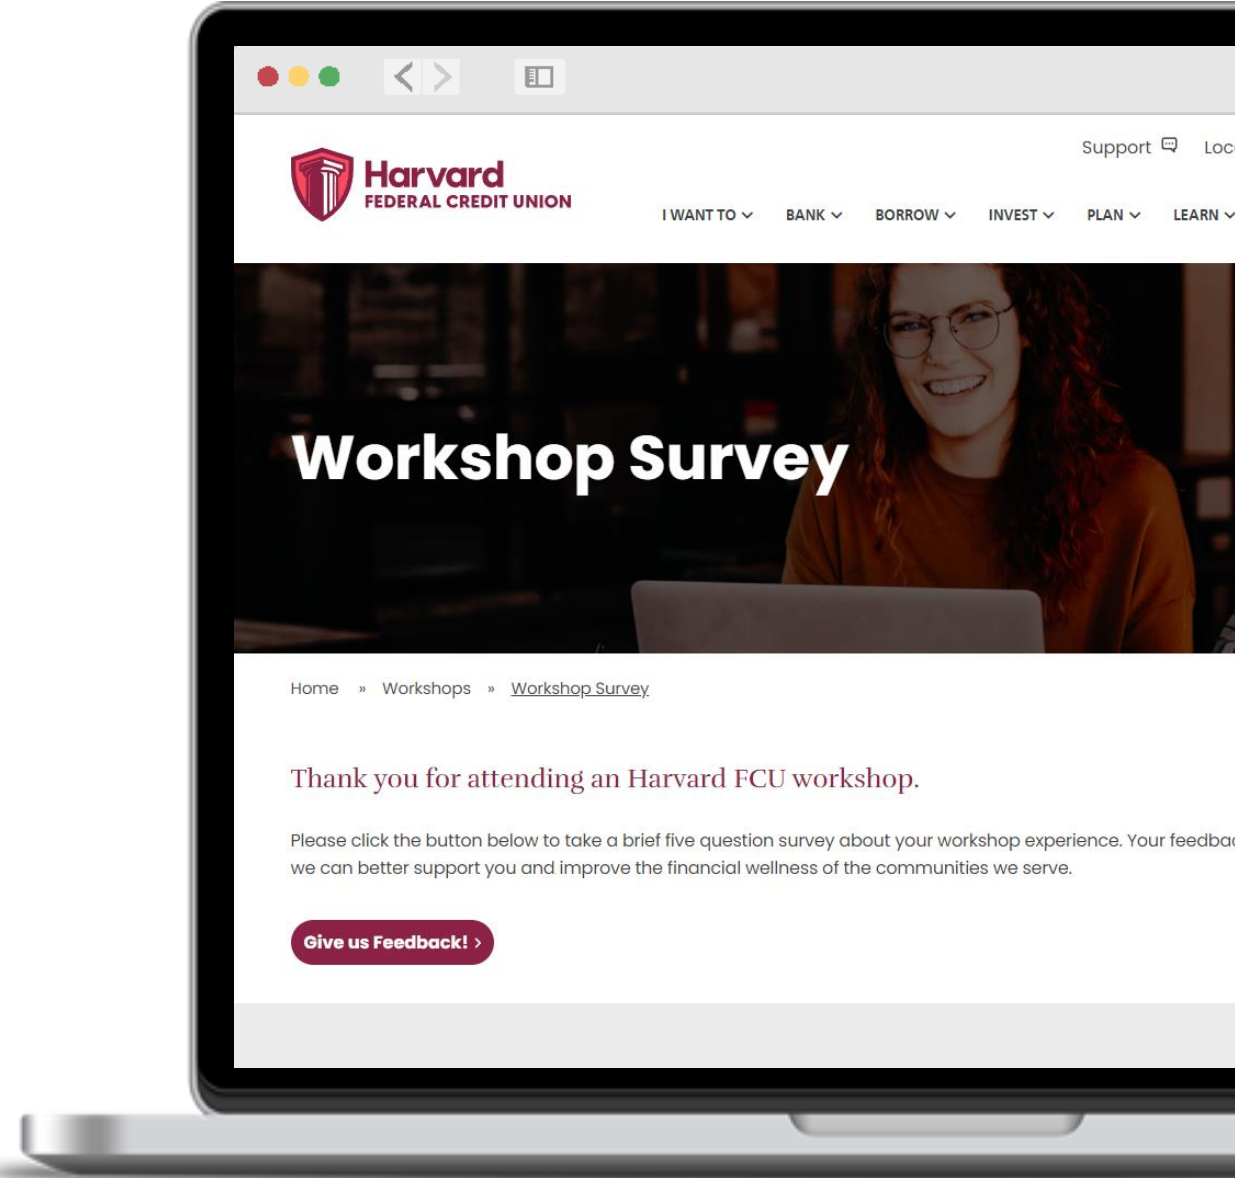 Harvard
FEDERAL CREDIT UNION
Support
I WANT TO BANK BORROW INVEST PLAN LEARN
Workshop Survey
Home » Workshops » Workshop Survey
Thank you for attending an Harvard FCU workshop.
Please click the button below to take a brief five question survey about your workshop experience. Your
we can better support you and improve the financial wellness of the communities we serve.
Give us Feedback! >